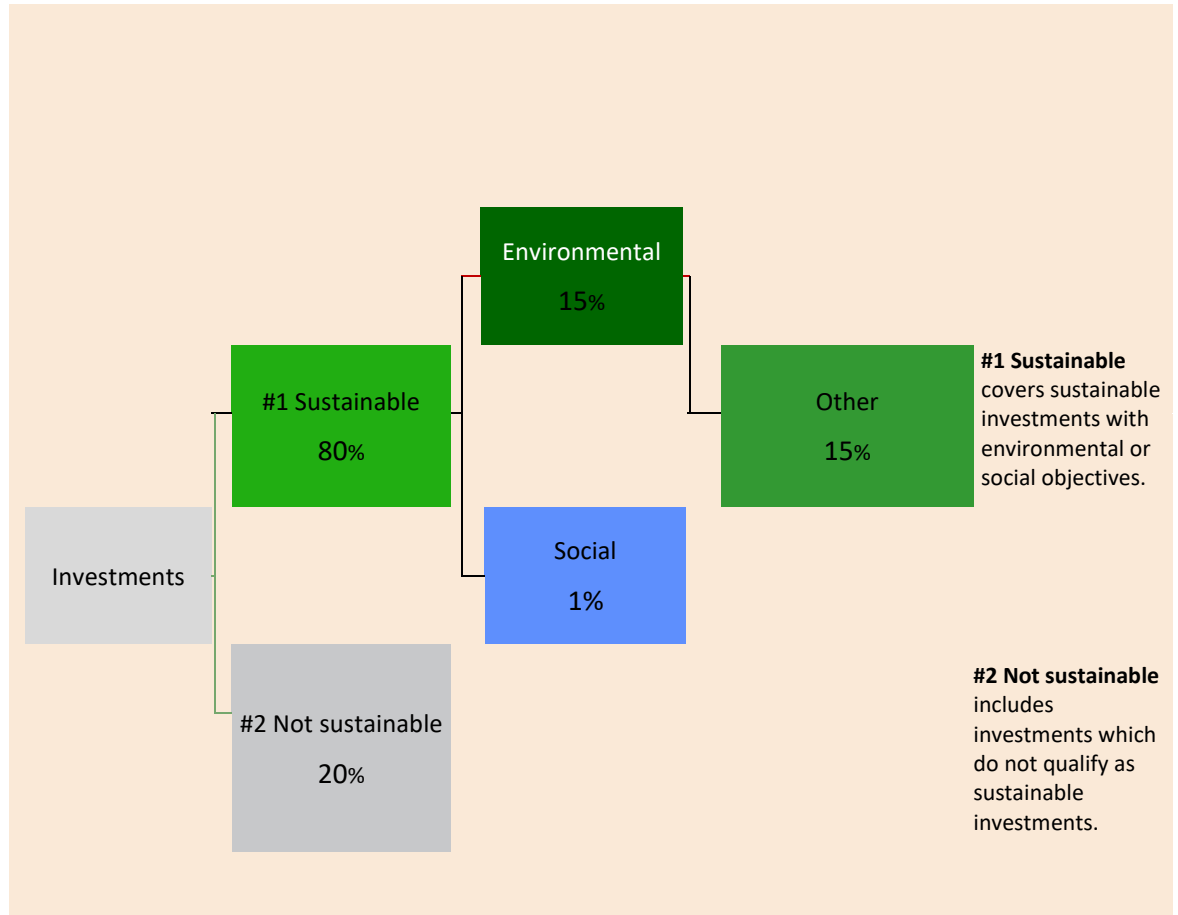 Environmental
15%
#1 Sustainable
80%
Other
15%
#1 Sustainable
covers sustainable
investments with
environmental or
social objectives.
Investments
Social
1%
#2 Not sustainable
20%
#2 Not sustainable
includes
investments which
do not qualify as
sustainable
investments.